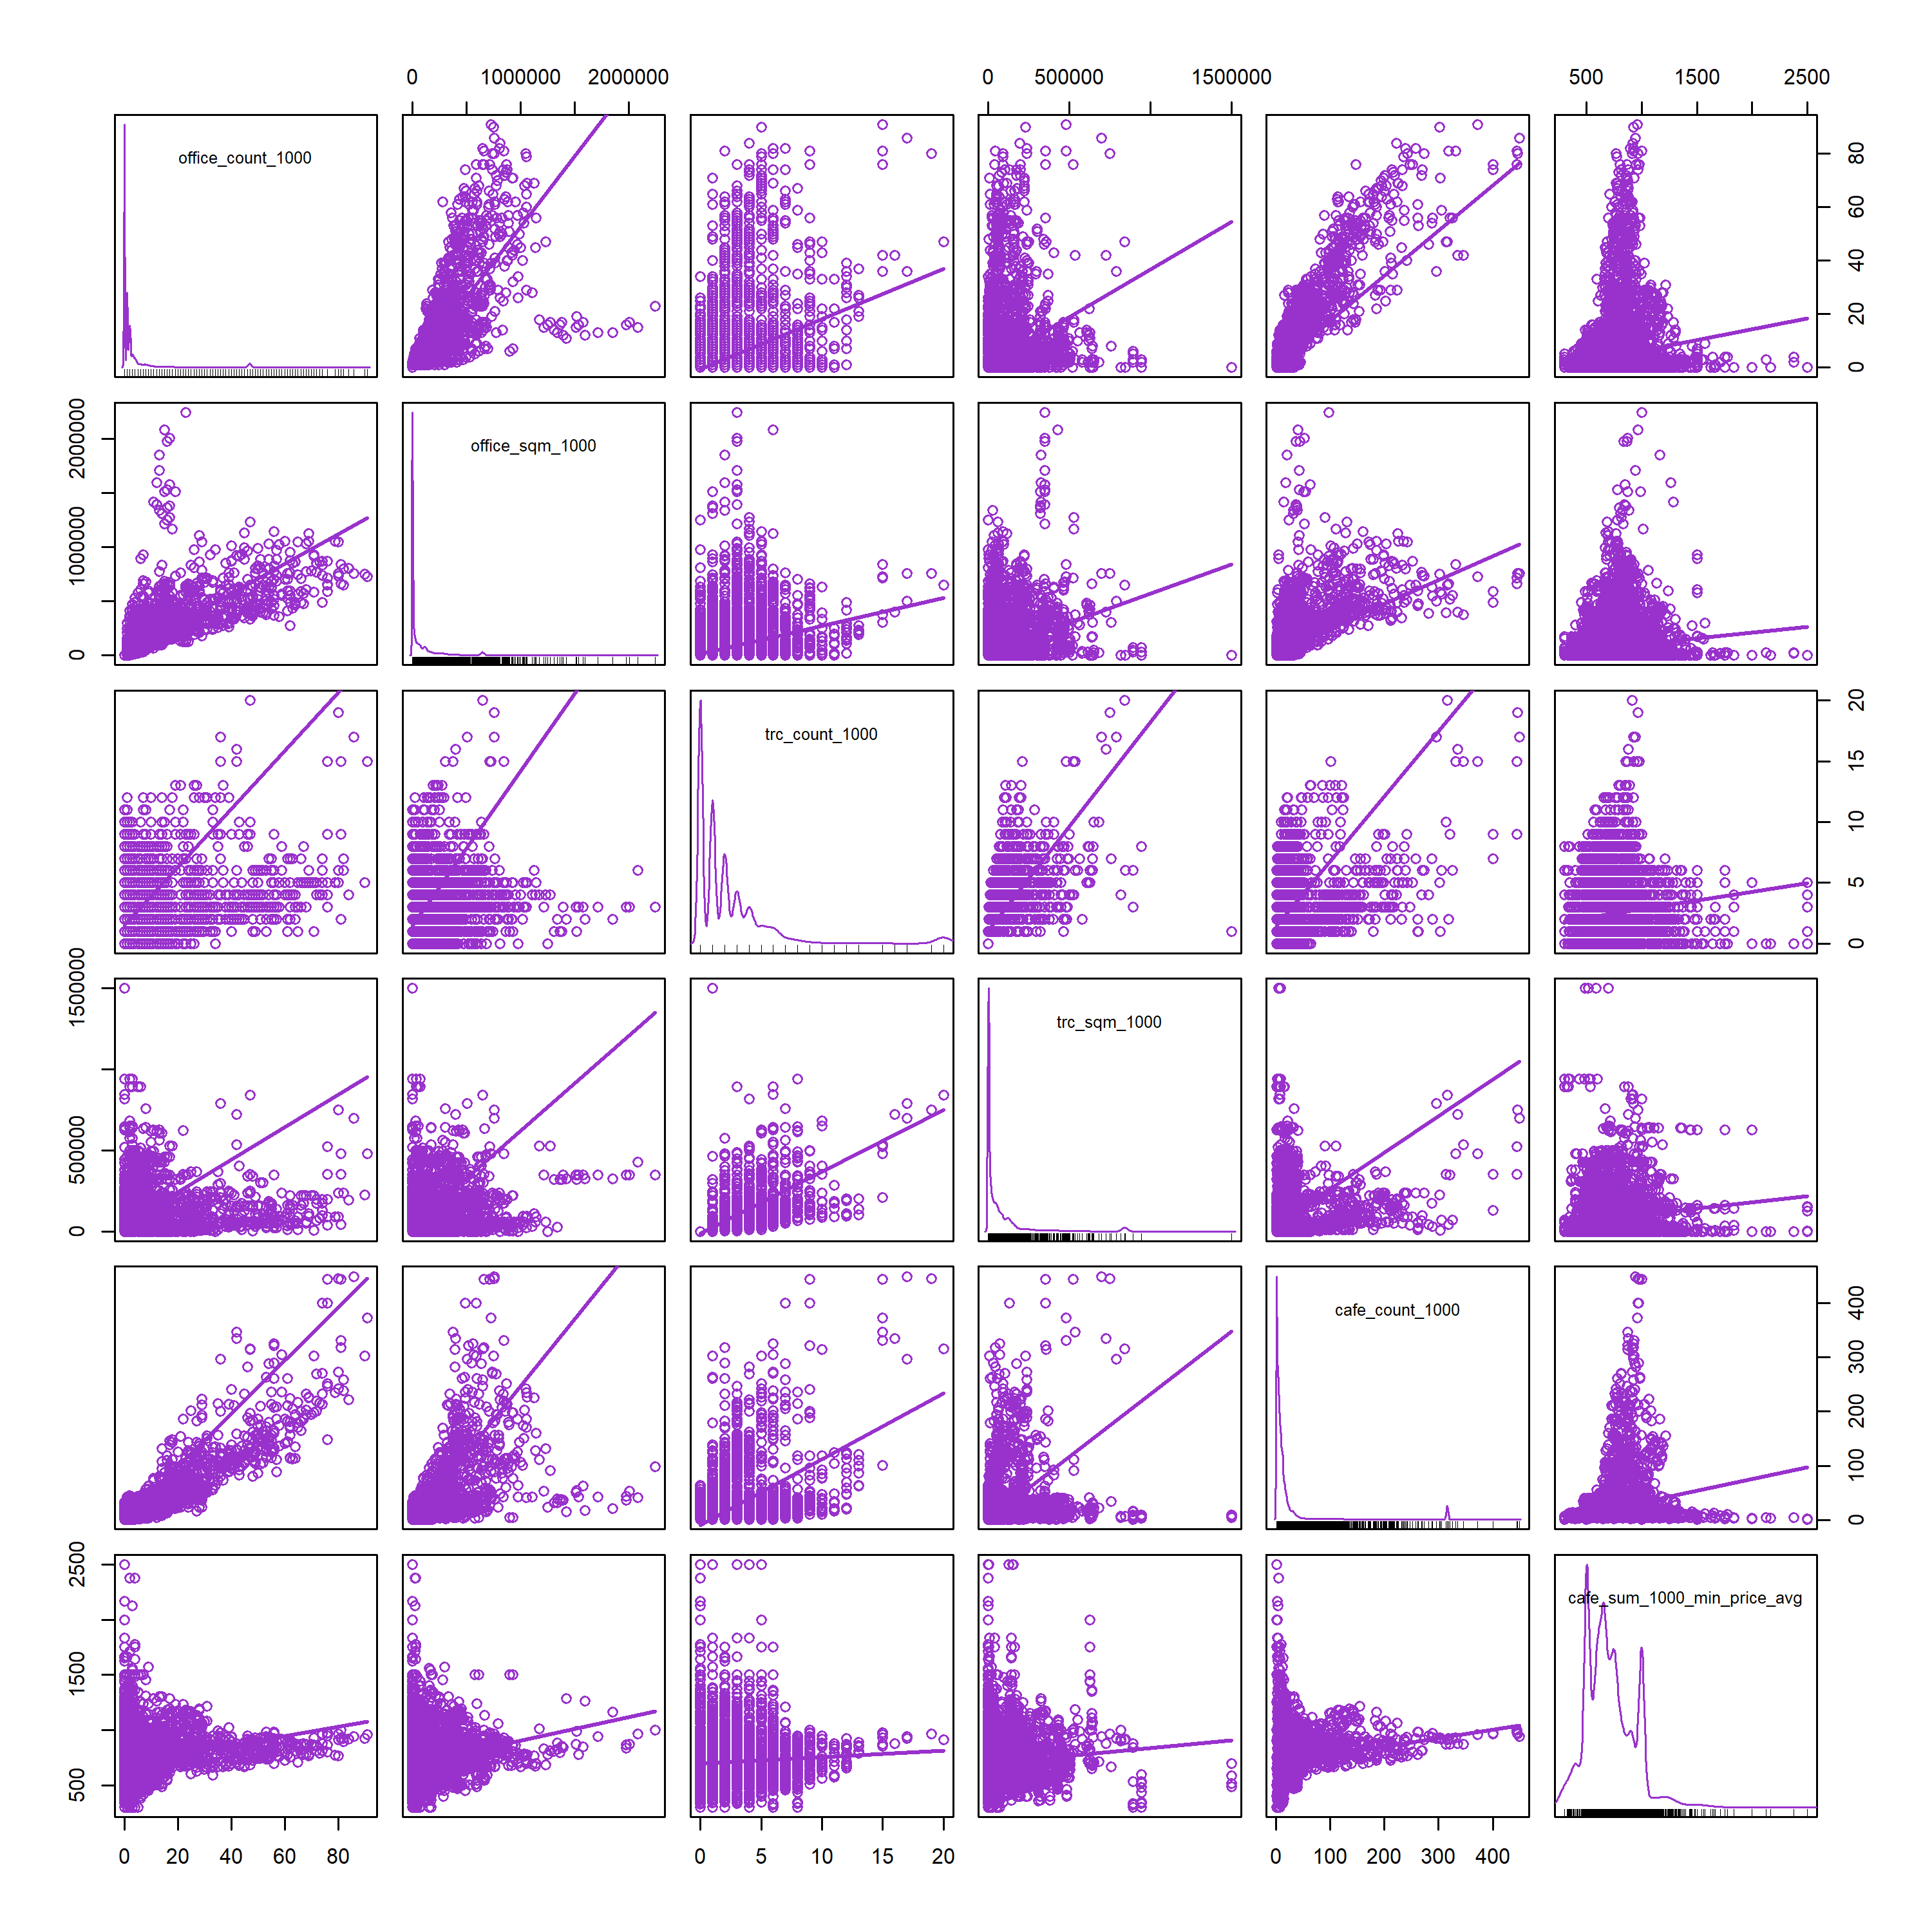 0 1000000 2000000 0 500000 1500000 500 1500 2500
office_count_1000
0 20 40 60 80
0 1000000 2000000
office_sqm_1000
trc_count_1000
0 5 10 15 20
0 500000 1500000
trc_sqm_1000
cafe_count_1000
0 100 200 300 400
500 1500 2500
cafe_sum_1000_min_price_avg
0 20 40 60 80 0 5 10 15 20 0 100 200 300 400